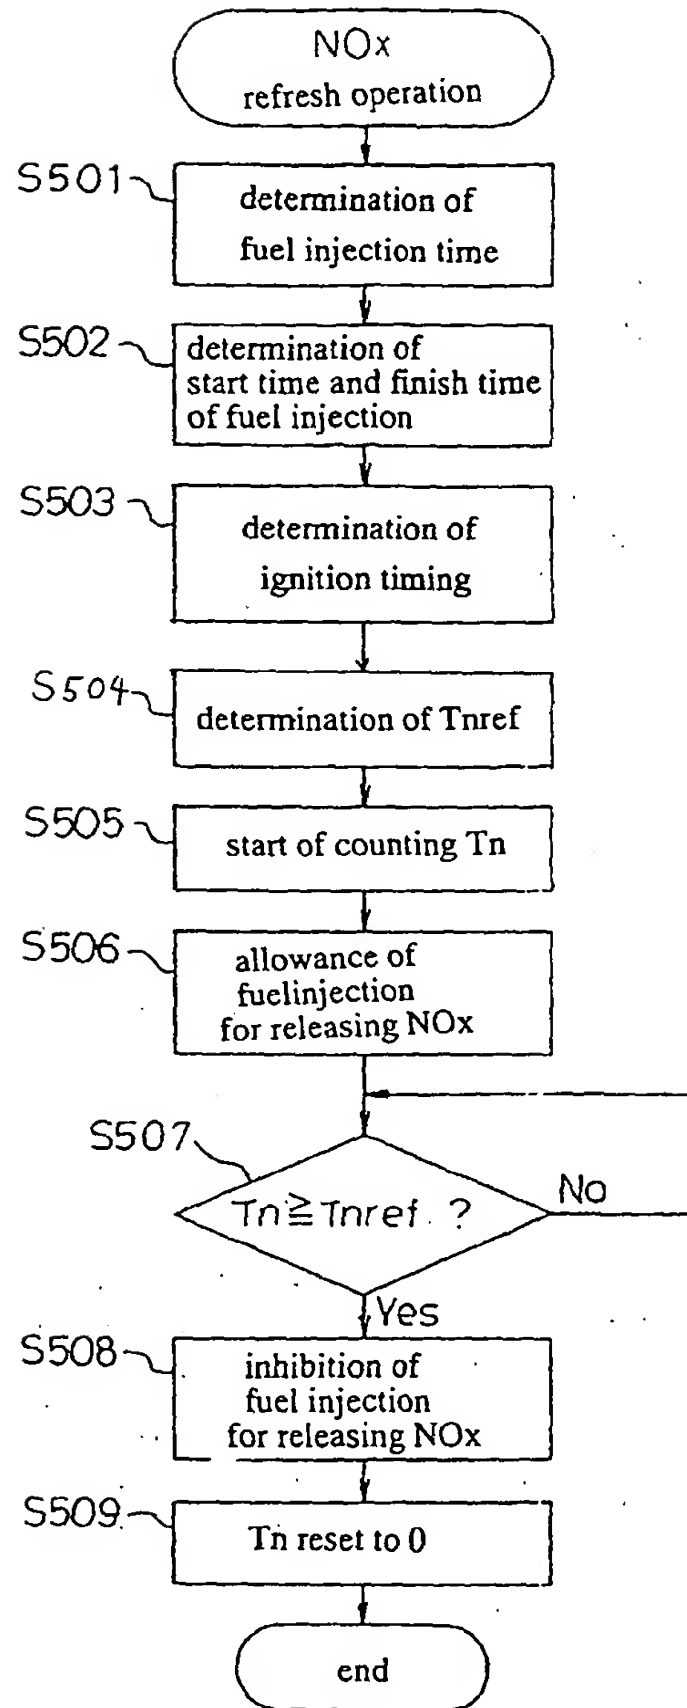 NOx
refresh operation
S501
determination of
fuel injection time
S502
determination of
start time and finish time
of fuel injection
S503
determination of
ignition timing
S504
determination of Tnref
S505
start of counting Tn
S506
allowance of
fuelinjection
for releasing NOx
S507
Tn ≧ Tnref ?
No
Yes
S508
inhibition of
fuel injection
for releasing NOx
S509
Tn reset to 0
end